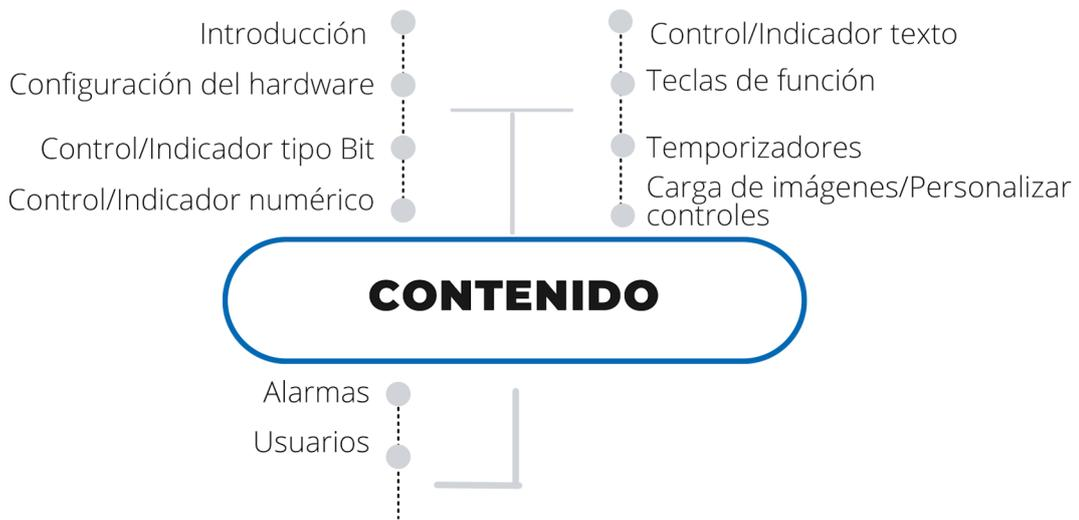 Introducción
Configuración del hardware
Control/Indicador tipo Bit
Control/Indicador numérico
Control/Indicador texto
Teclas de función
Temporizadores
Carga de imágenes/Personalizar
controles
CONTENIDO
Alarmas
Usuarios